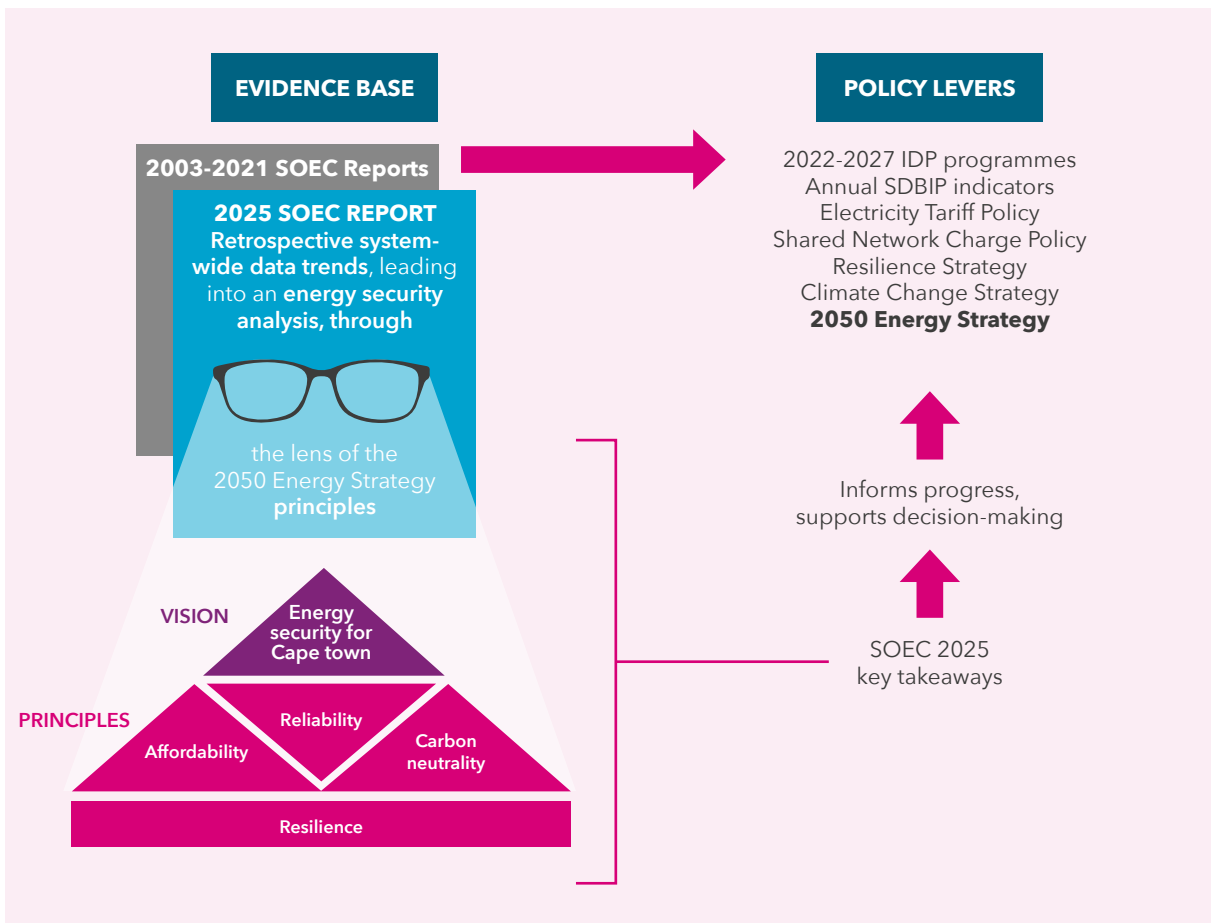 EVIDENCE BASE
2003-2021 SOEC Reports
2025 SOEC REPORT
Retrospective system-
wide data trends, leading
into an energy security
analysis, through
the lens of the
2050 Energy Strategy
principles
VISION
Energy
security for
Cape town
PRINCIPLES
Affordability
Reliability
Carbon
neutrality
Resilience
POLICY LEVERS
2022-2027 IDP programmes
Annual SDBIP indicators
Electricity Tariff Policy
Shared Network Charge Policy
Resilience Strategy
Climate Change Strategy
2050 Energy Strategy
Informs progress,
supports decision-making
SOEC 2025
key takeaways